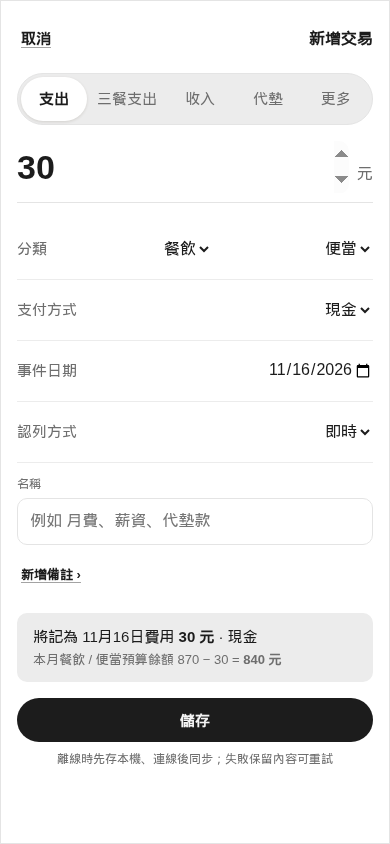 取消 新增交易
支出 三餐支出 收入 代墊 更多
30 元
分類 餐飲 便當
支付方式 現金
事件日期 11/16/2026
認列方式 即時
名稱
例如 月費、薪資、代墊款
新增備註 ›
將記為 11月16日費用 30 元 · 現金
本月餐飲 / 便當預算餘額 870 − 30 = 840 元
儲存
離線時先存本機、連線後同步；失敗保留內容可重試